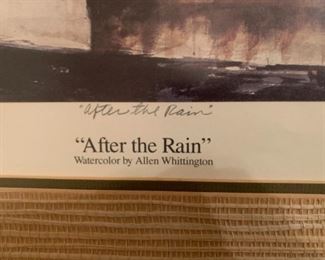 "After the Rain"
“After the Rain”
Watercolor by Allen Whittington